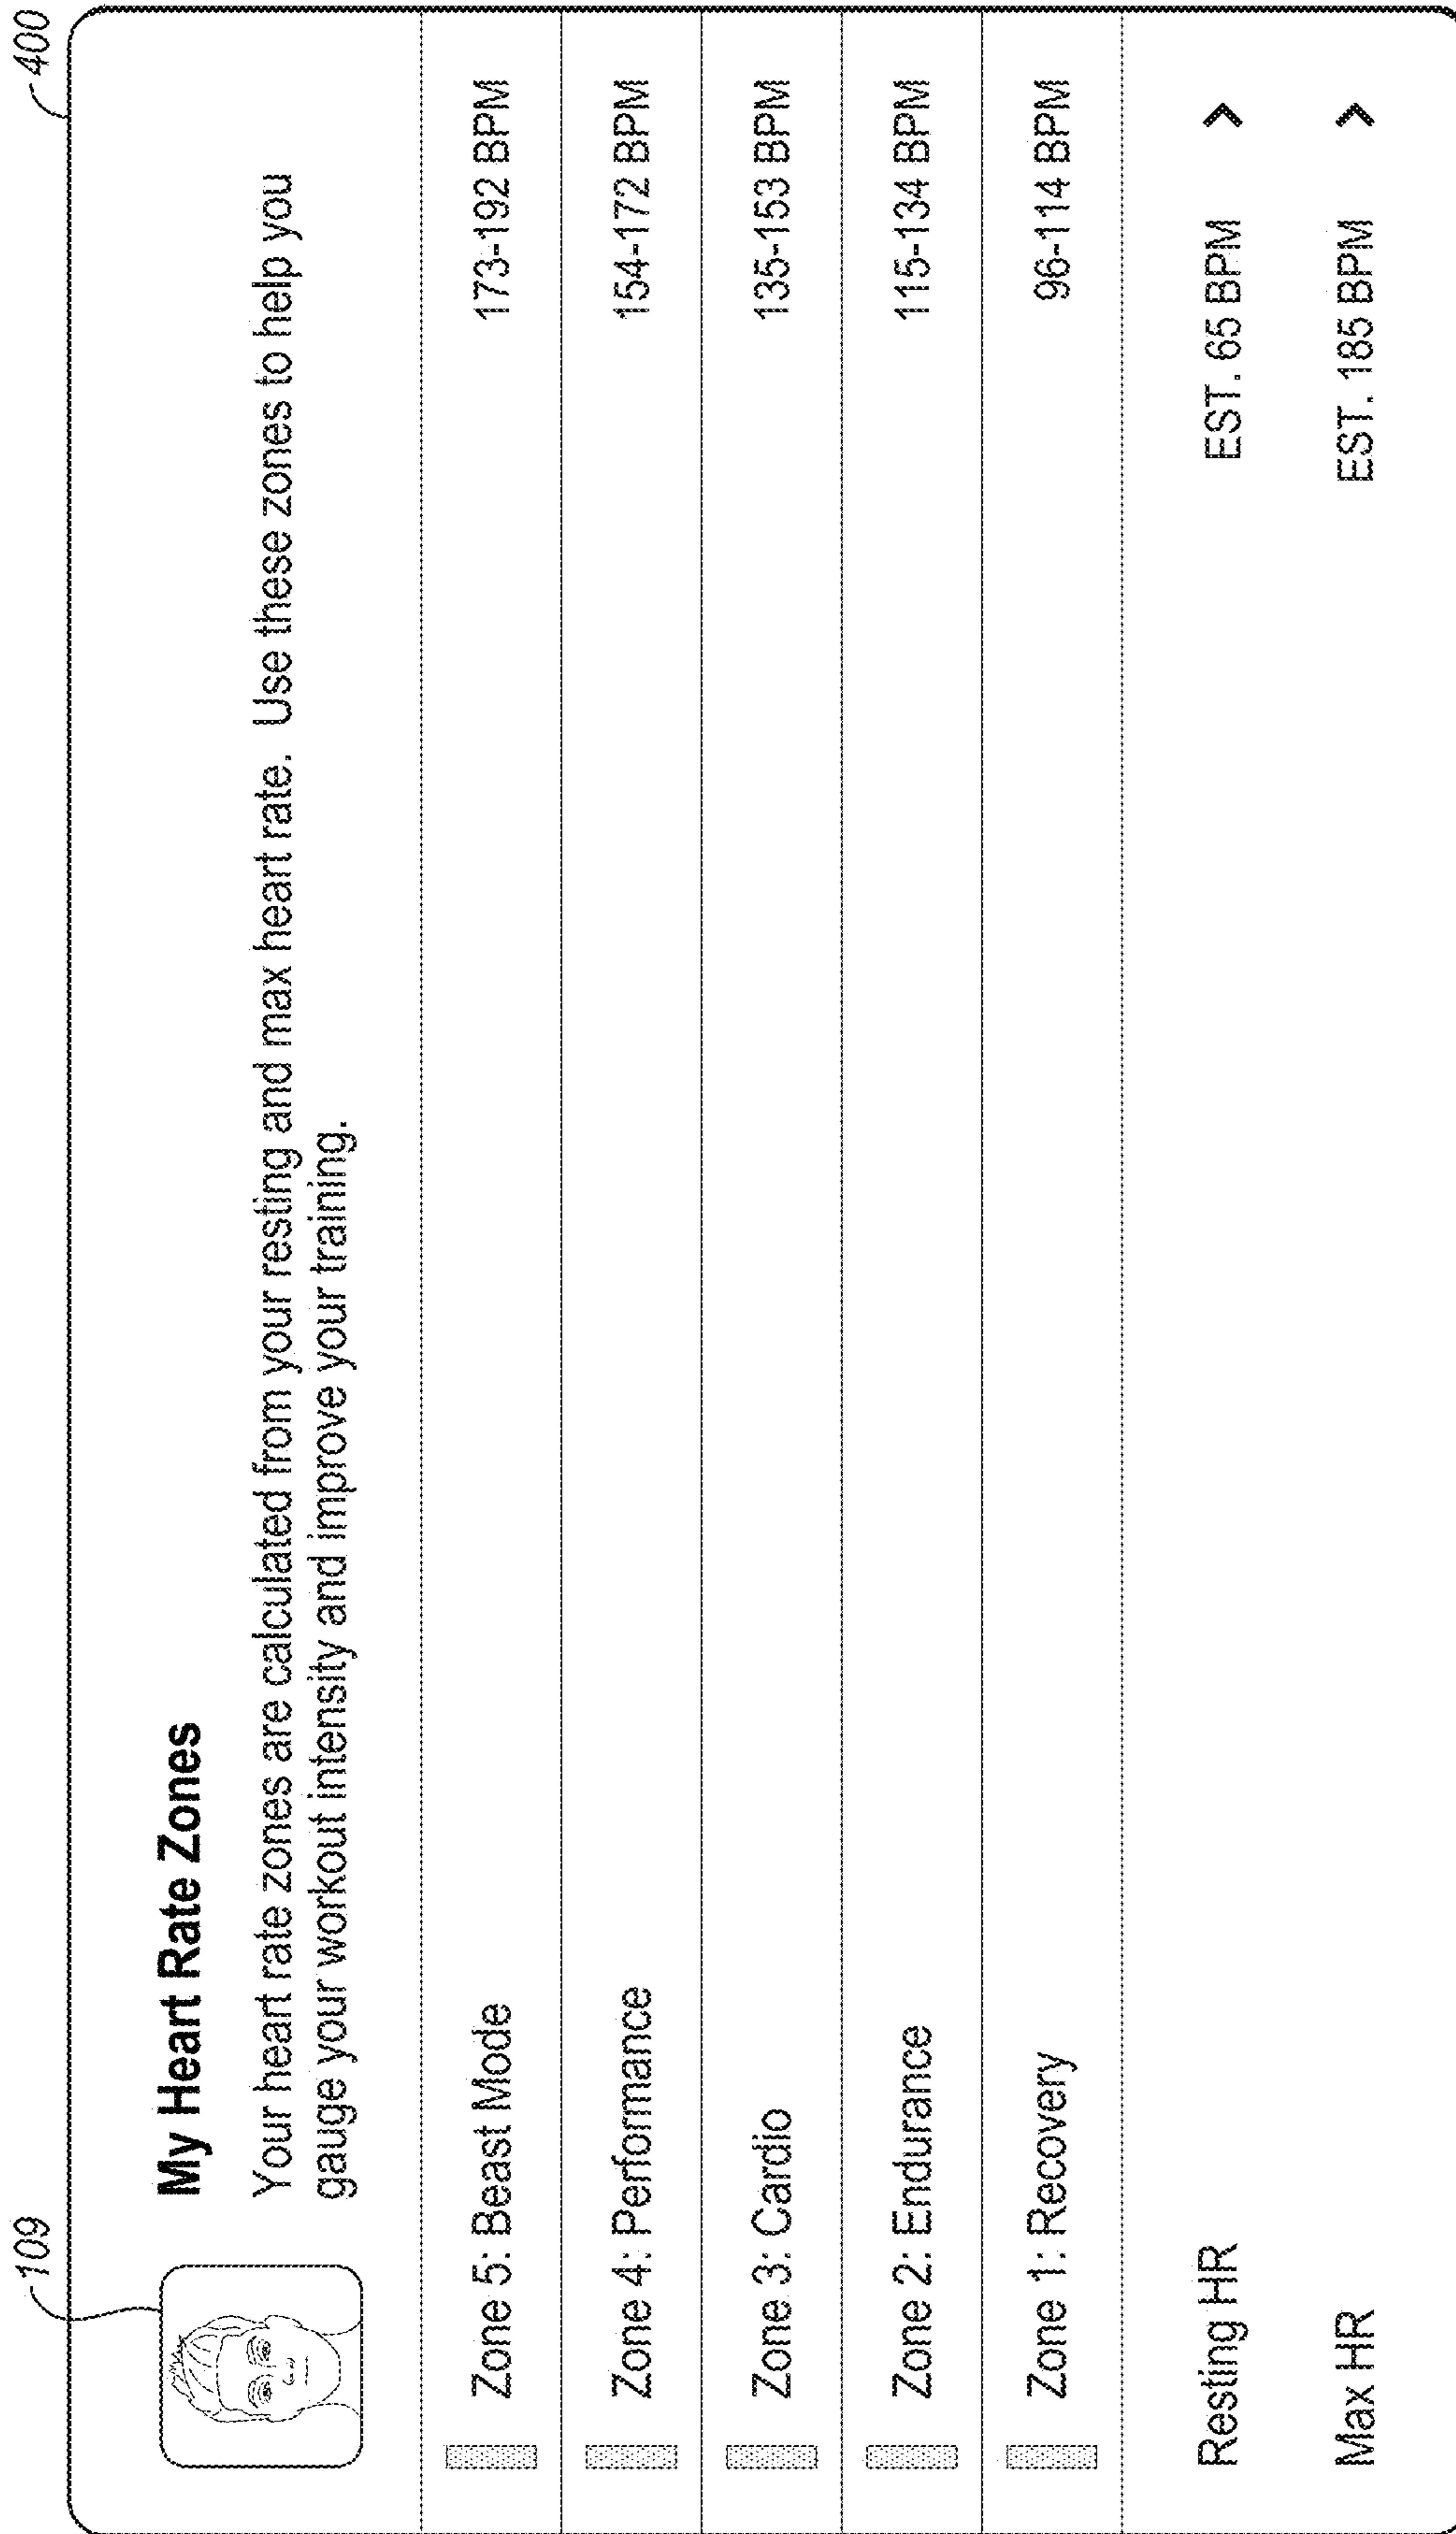 400
109
My Heart Rate Zones
Your heart rate zones are calculated from your resting and max heart rate. Use these zones to help you
gauge your workout intensity and improve your training.
Zone 5: Beast Mode 173-192 BPM
Zone 4: Performance 154-172 BPM
Zone 3: Cardio 135-153 BPM
Zone 2: Endurance 115-134 BPM
Zone 1: Recovery 96-114 BPM
Resting HR EST. 65 BPM >
Max HR EST. 185 BPM >